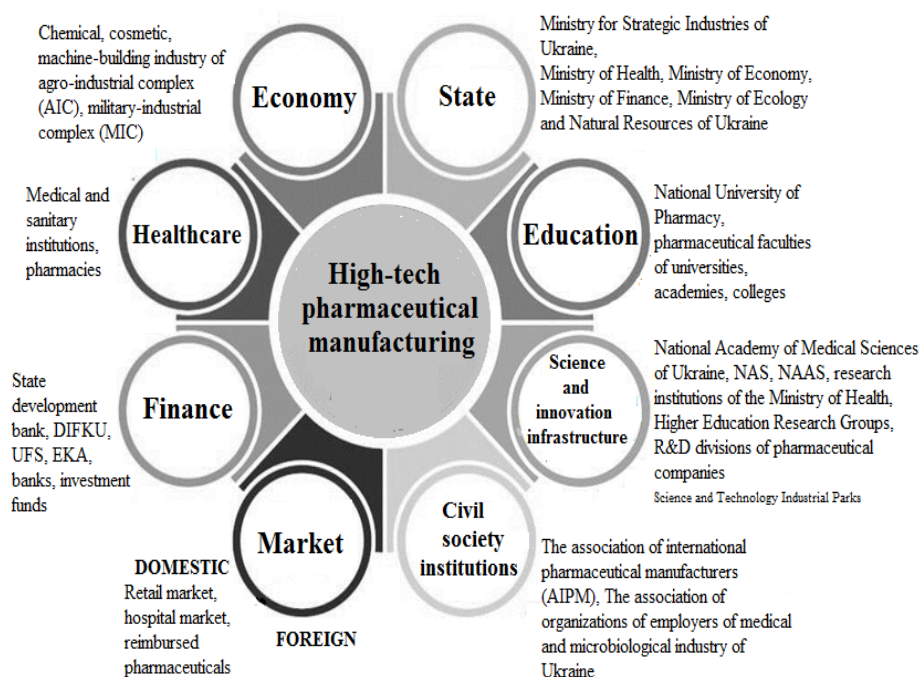 Chemical, cosmetic,
machine-building industry of
agro-industrial complex
(AIC), military-industrial
complex (MIC)
Economy
State
Ministry for Strategic Industries of
Ukraine,
Ministry of Health, Ministry of Economy,
Ministry of Finance, Ministry of Ecology
and Natural Resources of Ukraine
Medical and
sanitary
institutions,
pharmacies
Healthcare
Education
National University of
Pharmacy,
pharmaceutical faculties
of universities,
academies, colleges
High-tech
pharmaceutical
manufacturing
State
development
bank, DIFKU,
UFS, EKA,
banks, investment
funds
Finance
Science
and
innovation
infrastructure
National Academy of Medical Sciences
of Ukraine, NAS, NAAS, research
institutions of the Ministry of Health,
Higher Education Research Groups,
R&D divisions of pharmaceutical
companies
Science and Technology Industrial Parks
Market
DOMESTIC
Retail market,
hospital market,
reimbursed
pharmaceuticals
FOREIGN
Civil
society
institutions
The association of international
pharmaceutical manufacturers
(AIPM), The association of
organizations of employers of medical
and microbiological industry of
Ukraine